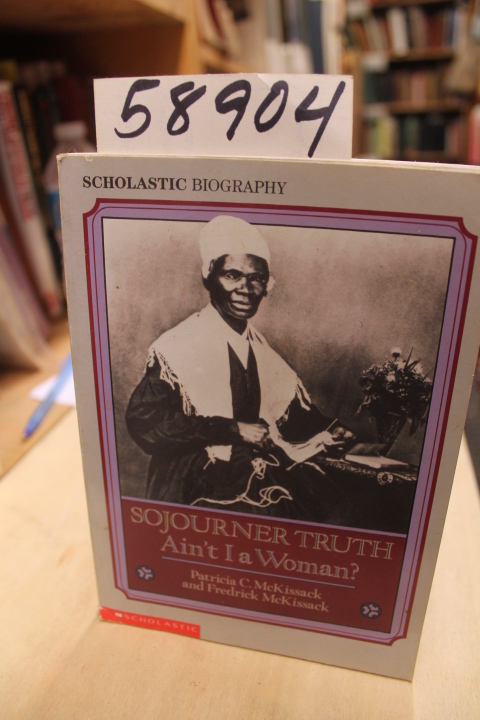 58904
SCHOLASTIC BIOGRAPHY
SOJOURNER TRUTH
Ain't I a Woman?
Patricia C. McKissack
and Fredrick McKissack
SCHOLASTIC